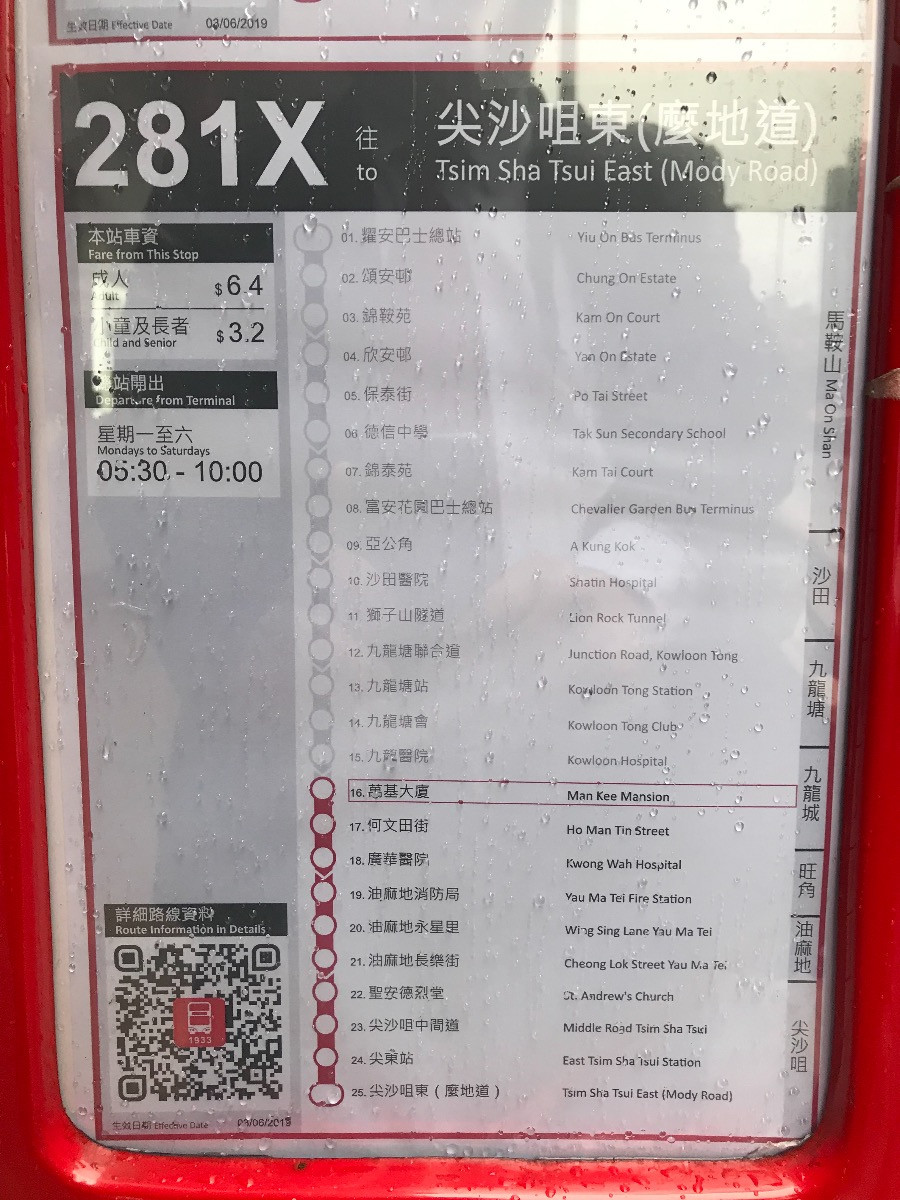 生效日期 Effective Date 03/06/2019
281X 往 to 尖沙咀東(麼地道)
Tsim Sha Tsui East (Mody Road)
本站車資
Fare from This Stop
成人 $6.4
Adult
小童及長者 $3.2
Child and Senior
站開出
Departure from Terminal
星期一至六
Mondays to Saturdays
05:30 - 10:00
01. 耀安巴士總站 Yiu On Bus Terminus
02. 頌安邨 Chung On Estate
03. 錦鞍苑 Kam On Court
04. 欣安邨 Yan On Estate
05. 保泰街 Po Tai Street
06. 德信中學 Tak Sun Secondary School
07. 錦泰苑 Kam Tai Court
08. 富安花園巴士總站 Chevalier Garden Bus Terminus
09. 亞公角 A Kung Kok
10. 沙田醫院 Shatin Hospital
11. 獅子山隧道 Lion Rock Tunnel
12. 九龍塘聯合道 Junction Road, Kowloon Tong
13. 九龍塘站 Kowloon Tong Station
14. 九龍塘會 Kowloon Tong Club
15. 九龍醫院 Kowloon Hospital
16. 萬基大廈 Man Kee Mansion
17. 何文田街 Ho Man Tin Street
18. 廣華醫院 Kwong Wah Hospital
19. 油麻地消防局 Yau Ma Tei Fire Station
20. 油麻地永星里 Wing Sing Lane Yau Ma Tei
21. 油麻地長樂街 Cheong Lok Street Yau Ma Tei
22. 聖安德烈堂 St. Andrew's Church
23. 尖沙咀中間道 Middle Road Tsim Sha Tsui
24. 尖東站 East Tsim Sha Tsui Station
25. 尖沙咀東（麼地道） Tsim Sha Tsui East (Mody Road)
馬鞍山 Ma On Shan
沙田
九龍塘
九龍城
旺角
油麻地
尖沙咀
詳細路線資料
Route Information in Details
1933
生效日期 Effective Date 03/06/2019